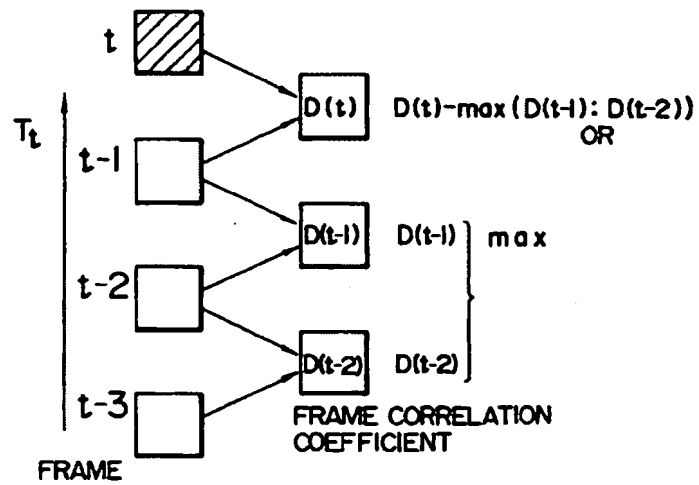 t
D(t) D(t)-max(D(t-1): D(t-2))
OR
Tt
t-1
D(t-1) D(t-1) max
t-2
D(t-2) D(t-2)
t-3
FRAME CORRELATION
COEFFICIENT
FRAME